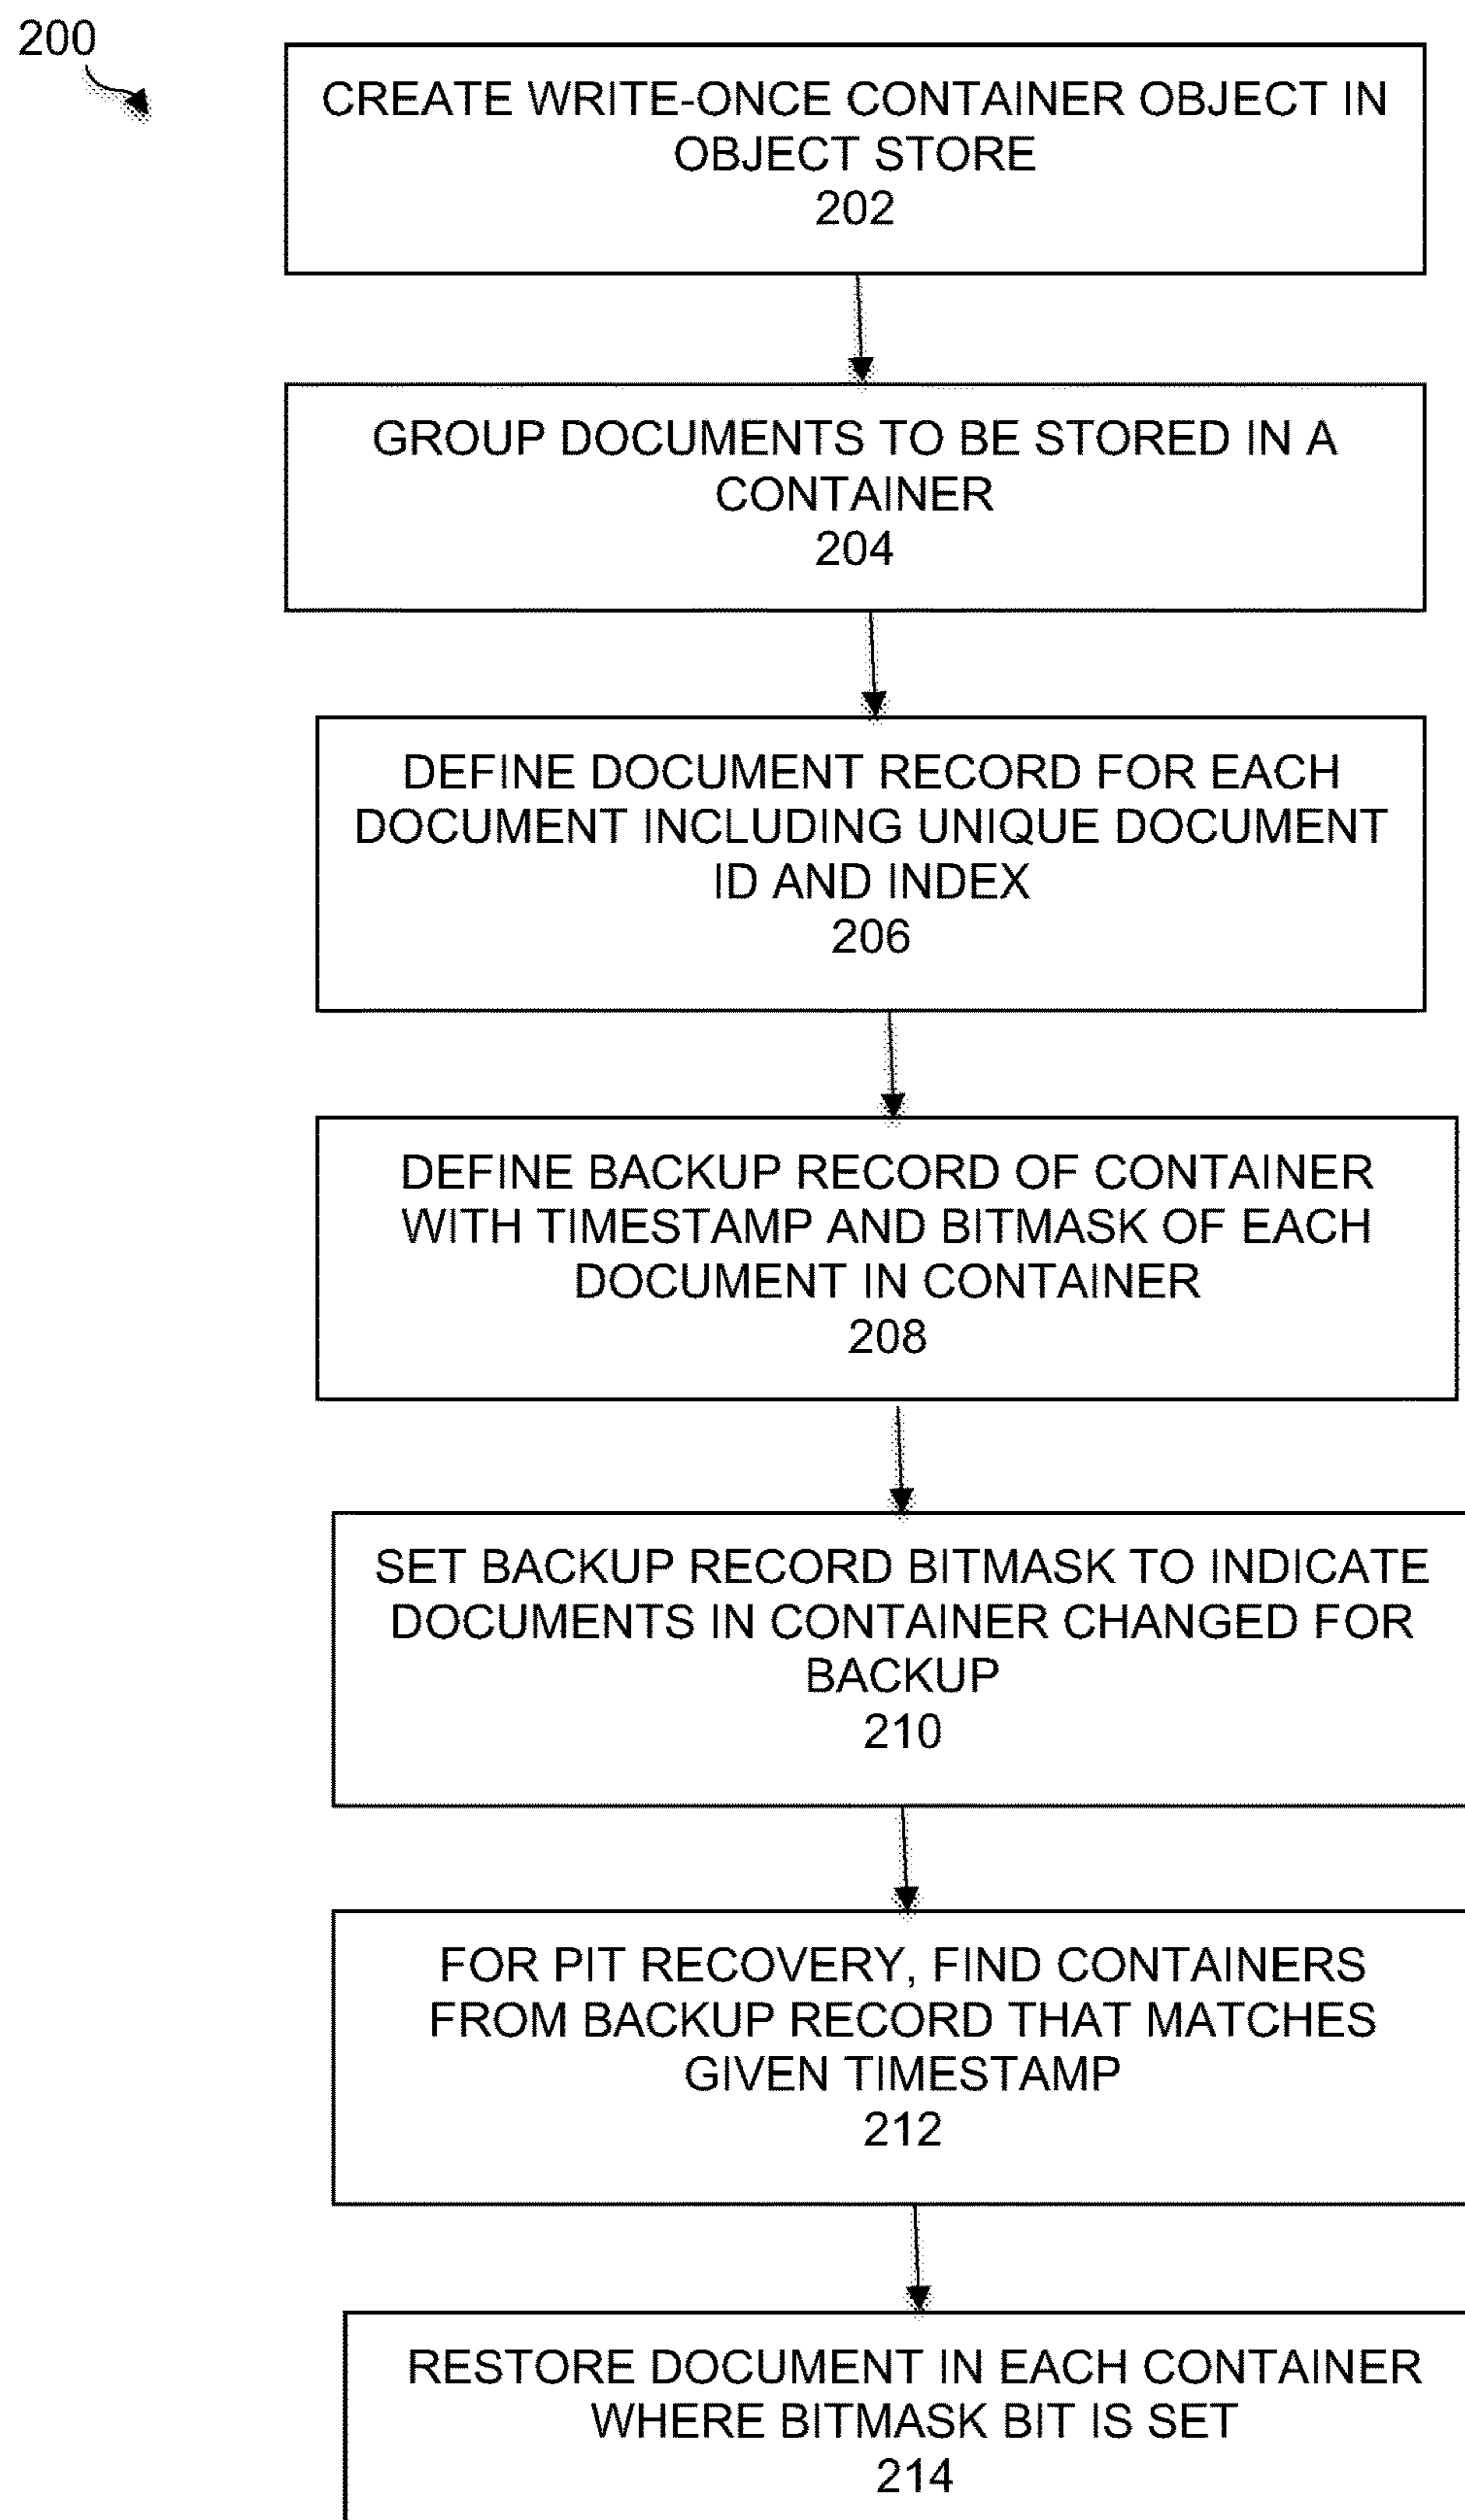 200
CREATE WRITE-ONCE CONTAINER OBJECT IN
OBJECT STORE
202
GROUP DOCUMENTS TO BE STORED IN A
CONTAINER
204
DEFINE DOCUMENT RECORD FOR EACH
DOCUMENT INCLUDING UNIQUE DOCUMENT
ID AND INDEX
206
DEFINE BACKUP RECORD OF CONTAINER
WITH TIMESTAMP AND BITMASK OF EACH
DOCUMENT IN CONTAINER
208
SET BACKUP RECORD BITMASK TO INDICATE
DOCUMENTS IN CONTAINER CHANGED FOR
BACKUP
210
FOR PIT RECOVERY, FIND CONTAINERS
FROM BACKUP RECORD THAT MATCHES
GIVEN TIMESTAMP
212
RESTORE DOCUMENT IN EACH CONTAINER
WHERE BITMASK BIT IS SET
214